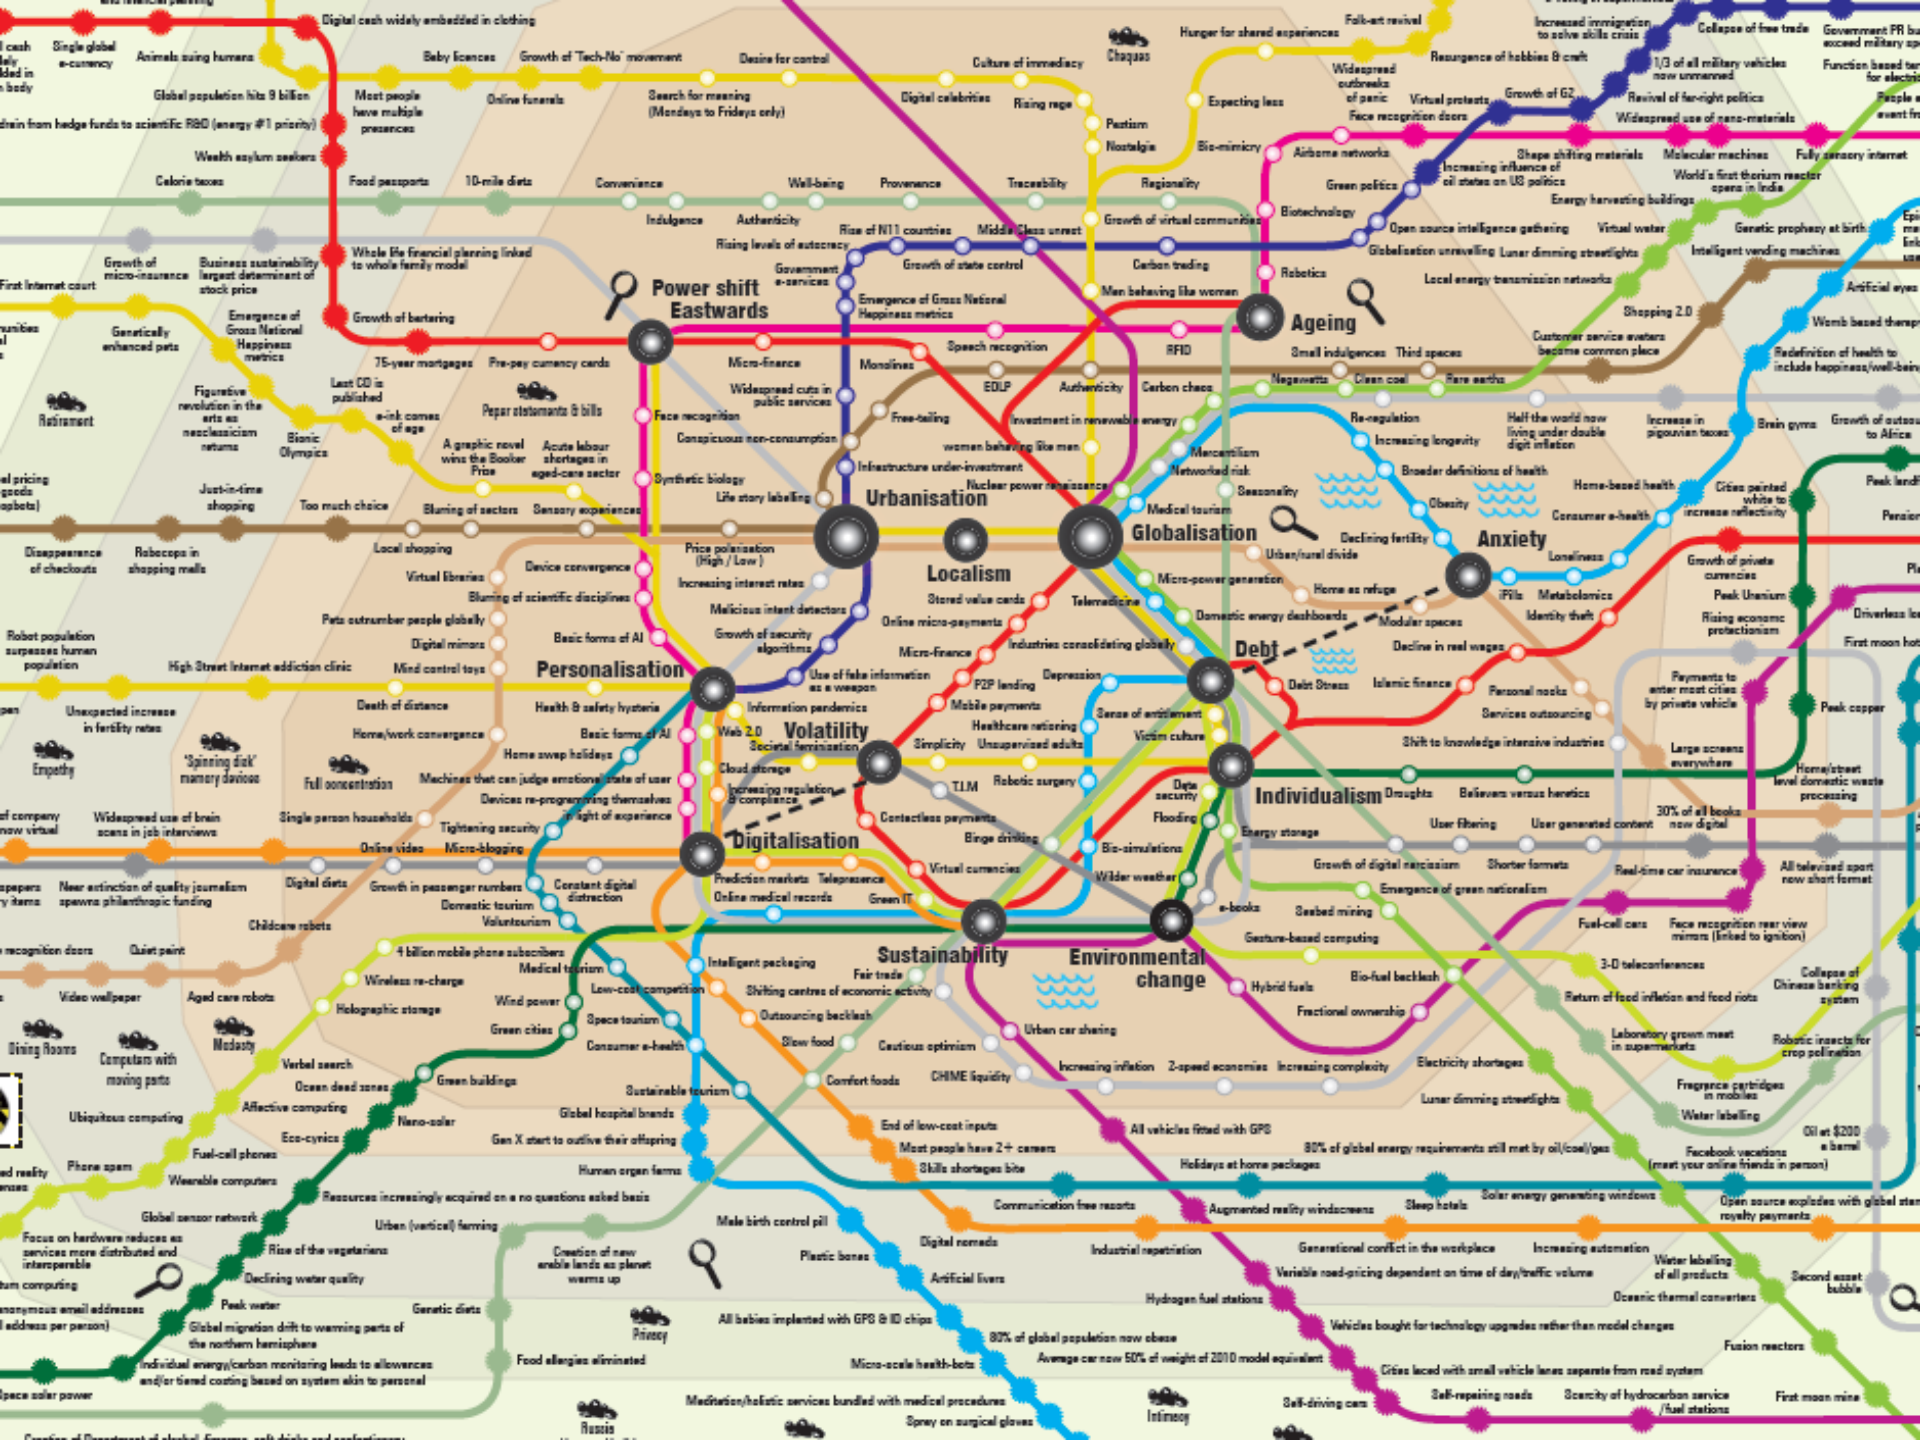 Digital cash widely embedded in clothing
Single global
e-currency
Animals suing humans
Baby licences
Growth of 'Tech-No' movement
Desire for control
Culture of immediacy
Chaquas
Hunger for shared experiences
Folk-art revival
Increased immigration
to solve skills crisis
Collapse of free trade
Resurgence of hobbies & craft
1/3 of all military vehicles
now unmanned
Global population hits 9 billion
Most people
have multiple
presences
Online funerals
Search for meaning
(Mondays to Fridays only)
Digital celebrities
Rising rage
Expecting less
Widespread
outbreaks
of panic
Virtual protests
Growth of G2
Revival of far-right politics
drain from hedge funds to scientific R&D (energy #1 priority)
Pastism
Nostalgia
Face recognition doors
Widespread use of nano-materials
Wealth asylum seekers
Bio-mimicry
Airborne networks
Shape shifting materials
Molecular machines
Fully sensory internet
Calorie taxes
Food passports
10-mile diets
Convenience
Well-being
Provenance
Traceability
Regionality
Green politics
Increasing influence of
oil states on US politics
World's first thorium reactor
opens in India
Indulgence
Authenticity
Growth of virtual communities
Biotechnology
Energy harvesting buildings
Rising levels of autocracy
Rise of N11 countries
Middle Class unrest
Open source intelligence gathering
Virtual water
Genetic prophesy at birth
Growth of
micro-insurance
Business sustainability
largest determinant of
stock price
Whole life financial planning linked
to whole family model
Growth of state control
Carbon trading
Globalisation unravelling
Lunar dimming streetlights
Intelligent vending machines
Government
e-services
Robotics
Local energy transmission networks
First Internet court
Power shift
Eastwards
Emergence of Gross National
Happiness metrics
Men behaving like women
Artificial eyes
Genetically
enhanced pets
Emergence of
Gross National
Happiness
metrics
Growth of bartering
Ageing
Shopping 2.0
Customer service avatars
become common place
75-year mortgages
Pre-pay currency cards
Micro-finance
Monolines
Speech recognition
RFID
Small indulgences
Third spaces
Redefinition of health to
include happiness/well-being
Retirement
Figurative
revolution in the
arts as
neoclassicism
returns
Last CD is
published
Paper statements & bills
Widespread cuts in
public services
EDLP
Authenticity
Carbon chaos
Negawatts
Clean coal
Rare earths
Bionic
Olympics
e-ink comes
of age
Face recognition
Free-tailing
Investment in renewable energy
Re-regulation
Half the world now
living under double
digit inflation
Increase in
pigouvian taxes
Brain gyms
A graphic novel
wins the Booker
Prize
Acute labour
shortages in
aged-care sector
Conspicuous non-consumption
women behaving like men
Mercantilism
Networked risk
Increasing longevity
Infrastructure under-investment
Broader definitions of health
Just-in-time
shopping
Too much choice
Blurring of sectors
Sensory experiences
Synthetic biology
Life story labelling
Urbanisation
Nuclear power renaissance
Seasonality
Medical tourism
Obesity
Home-based health
Cities painted
white to
increase reflectivity
Consumer e-health
Disappearance
of checkouts
Robocops in
shopping malls
Local shopping
Price polarisation
(High / Low)
Globalisation
Declining fertility
Anxiety
Virtual libraries
Device convergence
Increasing interest rates
Localism
Urban/rural divide
Loneliness
Growth of private
currencies
Blurring of scientific disciplines
Micro-power generation
Home as refuge
iPills
Metabolomics
Peak Uranium
Pets outnumber people globally
Malicious intent detectors
Stored value cards
Telemedicine
Domestic energy dashboards
Modular spaces
Identity theft
Rising economic
protectionism
Robot population
surpasses human
population
Digital mirrors
Basic forms of AI
Growth of security
algorithms
Online micro-payments
Industries consolidating globally
Debt
Decline in real wages
High Street Internet addiction clinic
Mind control toys
Personalisation
Micro-finance
Use of fake information
as a weapon
P2P lending
Depression
Debt Stress
Islamic finance
Personal nooks
Payments to
enter most cities
by private vehicle
Peak copper
Unexpected increase
in fertility rates
Death of distance
Health & safety hysteria
Information pandemics
Mobile payments
Sense of entitlement
Services outsourcing
Home/work convergence
Basic forms of AI
Web 2.0
Volatility
Societal feminisation
Healthcare rationing
Victim culture
Simplicity
Unsupervised adults
Shift to knowledge intensive industries
Empathy
"Spinning disk"
memory devices
Full concentration
Home swap holidays
Cloud storage
Large screens
everywhere
Machines that can judge emotional state of user
Increasing regulation
& compliance
T.I.M
Robotic surgery
Data
security
Individualism
Droughts
Believers versus heretics
Home/street
level domestic waste
processing
Devices re-programming themselves
in light of experience
Widespread use of brain
scans in job interviews
Single person households
Tightening security
Contactless payments
Binge drinking
Flooding
Energy storage
User filtering
User generated content
30% of all books
now digital
Online video
Micro-blogging
Digitalisation
Virtual currencies
Bio-simulations
Growth of digital narcissism
Shorter formats
Real-time car insurance
All televised sport
now short format
Near extinction of quality journalism
spawns philanthropic funding
Digital diets
Growth in passenger numbers
Constant digital
distraction
Prediction markets
Telepresence
Green IT
Wilder weather
Emergence of green nationalism
Domestic tourism
Online medical records
e-books
Seabed mining
Fuel-cell cars
Face recognition rear view
mirrors (linked to ignition)
Voluntourism
Childcare robots
Quiet paint
4 billion mobile phone subscribers
Sustainability
Environmental
change
Gesture-based computing
Medical tourism
Intelligent packaging
Fair trade
Bio-fuel backlash
3-D teleconferences
Collapse of
Chinese banking
system
Video wallpaper
Aged care robots
Wireless re-charge
Low-cost competition
Shifting centres of economic activity
Hybrid fuels
Return of food inflation and food riots
Holographic storage
Wind power
Space tourism
Outsourcing backlash
Fractional ownership
Dining Rooms
Computers with
moving parts
Modesty
Green cities
Consumer e-health
Slow food
Cautious optimism
Urban car sharing
Laboratory grown meat
in supermarkets
Robotic insects for
crop pollination
Verbal search
Ocean dead zones
Green buildings
Sustainable tourism
Comfort foods
CHIME liquidity
Increasing inflation
2-speed economies
Increasing complexity
Electricity shortages
Fragrance cartridges
in mobiles
Ubiquitous computing
Affective computing
Nano-solar
Global hospital brands
Lunar dimming streetlights
Water labelling
Eco-cynics
Gen X start to outlive their offspring
End of low-cost inputs
All vehicles fitted with GPS
Oil at $200
a barrel
Phone spam
Fuel-cell phones
Human organ farms
Most people have 2+ careers
80% of global energy requirements still met by oil/coal/gas
Facebook vacations
(meet your online friends in person)
Wearable computers
Skills shortages bite
Holidays at home packages
Resources increasingly acquired on a no questions asked basis
Communication free resorts
Augmented reality windscreens
Sleep hotels
Solar energy generating windows
Global sensor network
Urban (vertical) farming
Male birth control pill
Focus on hardware reduces as
services more distributed and
interoperable
Rise of the vegetarians
Creation of new
arable lands as planet
warms up
Plastic bones
Digital nomads
Industrial repatriation
Generational conflict in the workplace
Increasing automation
Water labelling
of all products
Declining water quality
Artificial livers
Variable road-pricing dependent on time of day/traffic volume
Second asset
bubble
Peak water
Genetic diets
Hydrogen fuel stations
Oceanic thermal converters
Global migration drift to warming parts of
the northern hemisphere
Privacy
All babies implanted with GPS & ID chips
Vehicles bought for technology upgrades rather than model changes
80% of global population now obese
Fusion reactors
Individual energy/carbon monitoring leads to allowances
and/or tiered costing based on system akin to personal
Food allergies eliminated
Micro-scale health-bots
Average car now 50% of weight of 2010 model equivalent
Cities laced with small vehicle lanes separate from road system
Space solar power
Meditation/holistic services bundled with medical procedures
Intimacy
Self-driving cars
Self-repairing roads
Scarcity of hydrocarbon service
/fuel stations
First moon mine
Russia
Spray on surgical gloves